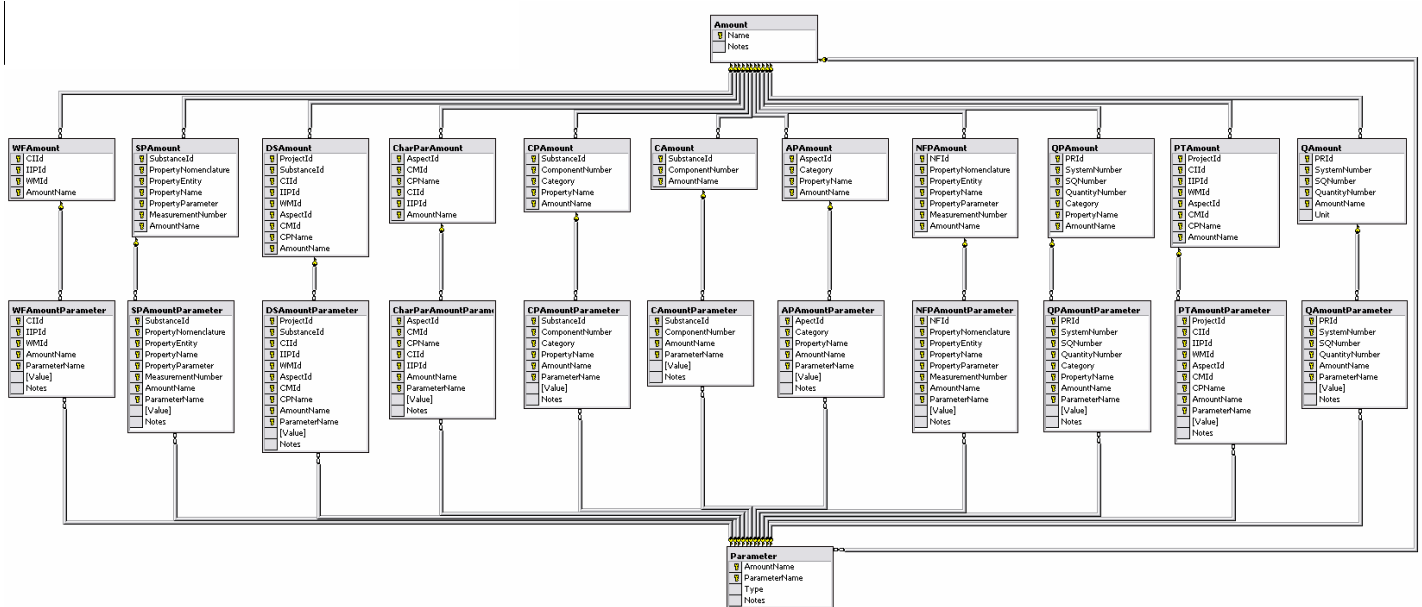 Amount
Name
Notes
WFAmount
CIId
IIPId
WMId
AmountName
SPAmount
SubstanceId
PropertyNomenclature
PropertyEntity
PropertyName
PropertyParameter
MeasurementNumber
AmountName
DSAmount
ProjectId
SubstanceId
CIId
IIPId
WMId
AspectId
CMId
CPName
AmountName
CharParAmount
AspectId
CMId
CPName
CIId
IIPId
AmountName
CPAmount
SubstanceId
ComponentNumber
Category
PropertyName
AmountName
CAmount
SubstanceId
ComponentNumber
AmountName
APAmount
AspectId
Category
PropertyName
AmountName
NFPAmount
NFId
PropertyNomenclature
PropertyEntity
PropertyName
PropertyParameter
MeasurementNumber
AmountName
QPAmount
PRId
SystemNumber
SQNumber
QuantityNumber
Category
PropertyName
AmountName
PTAmount
ProjectId
CIId
IIPId
WMId
AspectId
CMId
CPName
AmountName
QAmount
PRId
SystemNumber
SQNumber
QuantityNumber
AmountName
Unit
WFAmountParameter
CIId
IIPId
WMId
AmountName
ParameterName
[Value]
Notes
SPAmountParameter
SubstanceId
PropertyNomenclature
PropertyEntity
PropertyName
PropertyParameter
MeasurementNumber
AmountName
ParameterName
[Value]
Notes
DSAmountParameter
ProjectId
SubstanceId
CIId
IIPId
WMId
AspectId
CMId
CPName
AmountName
ParameterName
[Value]
Notes
CharParAmountParame
AspectId
CMId
CPName
CIId
IIPId
AmountName
ParameterName
[Value]
Notes
CPAmountParameter
SubstanceId
ComponentNumber
Category
PropertyName
AmountName
ParameterName
[Value]
Notes
CAmountParameter
SubstanceId
ComponentNumber
AmountName
ParameterName
[Value]
Notes
APAmountParameter
ApectId
Category
PropertyName
AmountName
ParameterName
[Value]
Notes
NFPAmountParameter
NFId
PropertyNomenclature
PropertyEntity
PropertyName
PropertyParameter
MeasurementNumber
AmountName
ParameterName
[Value]
Notes
QPAmountParameter
PRId
SystemNumber
SQNumber
QuantityNumber
Category
PropertyName
AmountName
ParameterName
[Value]
Notes
PTAmountParameter
ProjectId
CIId
IIPId
WMId
AspectId
CMId
CPName
AmountName
ParameterName
[Value]
Notes
QAmountParameter
PRId
SystemNumber
SQNumber
QuantityNumber
AmountName
ParameterName
[Value]
Notes
Parameter
AmountName
ParameterName
Type
Notes